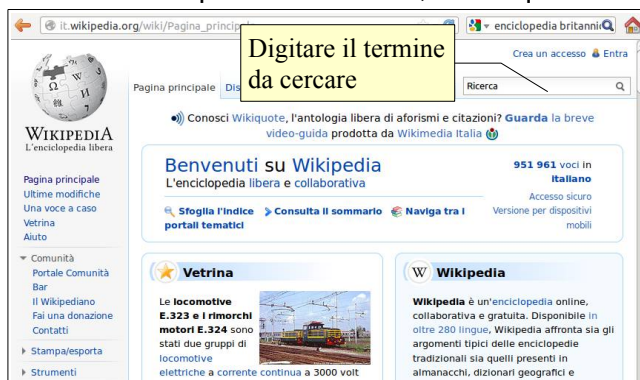 it.wikipedia.org/wiki/Pagina_princip
enciclopedia britanni
Digitare il termine
da cercare
Crea un accesso Entra
Pagina principale Dis
Ricerca
Conosci Wikiquote, l'antologia libera di aforismi e citazioni? Guarda la breve
video-guida prodotta da Wikimedia Italia
WIKIPEDIA
L'enciclopedia libera
Pagina principale
Ultime modifiche
Una voce a caso
Vetrina
Aiuto
Comunità
Portale Comunità
Bar
Il Wikipediano
Fai una donazione
Contatti
Stampa/esporta
Strumenti
Benvenuti su Wikipedia
L'enciclopedia libera e collaborativa
Sfoglia l'indice Consulta il sommario Naviga tra i
portali tematici
951 961 voci in
italiano
Accesso sicuro
Versione per dispositivi
mobili
Vetrina
Le locomotive
E.323 e i rimorchi
motori E.324 sono
stati due gruppi di
locomotive
elettriche a corrente continua a 3000 volt
W Wikipedia
Wikipedia è un'enciclopedia online,
collaborativa e gratuita. Disponibile in
oltre 280 lingue, Wikipedia affronta sia gli
argomenti tipici delle enciclopedie
tradizionali sia quelli presenti in
almanacchi, dizionari geografici e